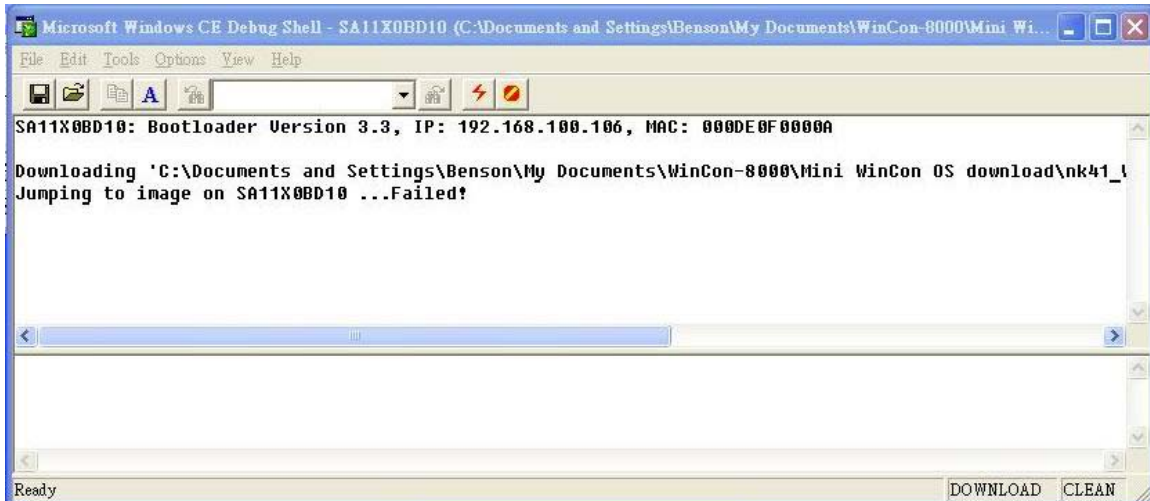 Microsoft Windows CE Debug Shell - SA11X0BD10 (C:\Documents and Settings\Benson\My Documents\WinCon-8000\Mini Wi...
File Edit Tools Options View Help
A
SA11X0BD10: Bootloader Version 3.3, IP: 192.168.100.106, MAC: 000DE0F0000A
Downloading 'C:\Documents and Settings\Benson\My Documents\WinCon-8000\Mini WinCon OS download\nk41_
Jumping to image on SA11X0BD10 ...Failed!
Ready DOWNLOAD CLEAN